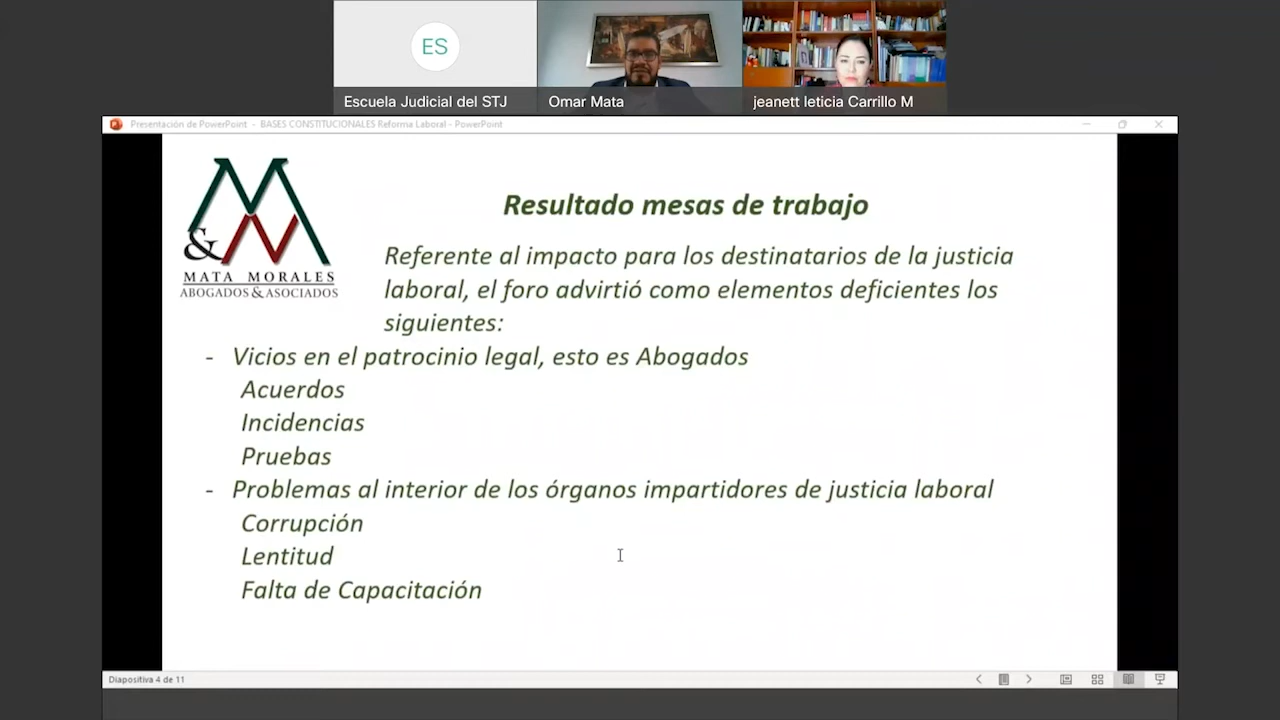 ES
Escuela Judicial del STJ
Omar Mata
jeanett leticia Carrillo M
Presentación de PowerPoint - BASES CONSTITUCIONALES Reforma Laboral - PowerPoint
M
&M
MATA MORALES
ABOGADOS & ASOCIADOS
Resultado mesas de trabajo
Referente al impacto para los destinatarios de la justicia
laboral, el foro advirtió como elementos deficientes los
siguientes:
- Vicios en el patrocinio legal, esto es Abogados
Acuerdos
Incidencias
Pruebas
- Problemas al interior de los órganos impartidores de justicia laboral
Corrupción
Lentitud
Falta de Capacitación
Diapositiva 4 de 11